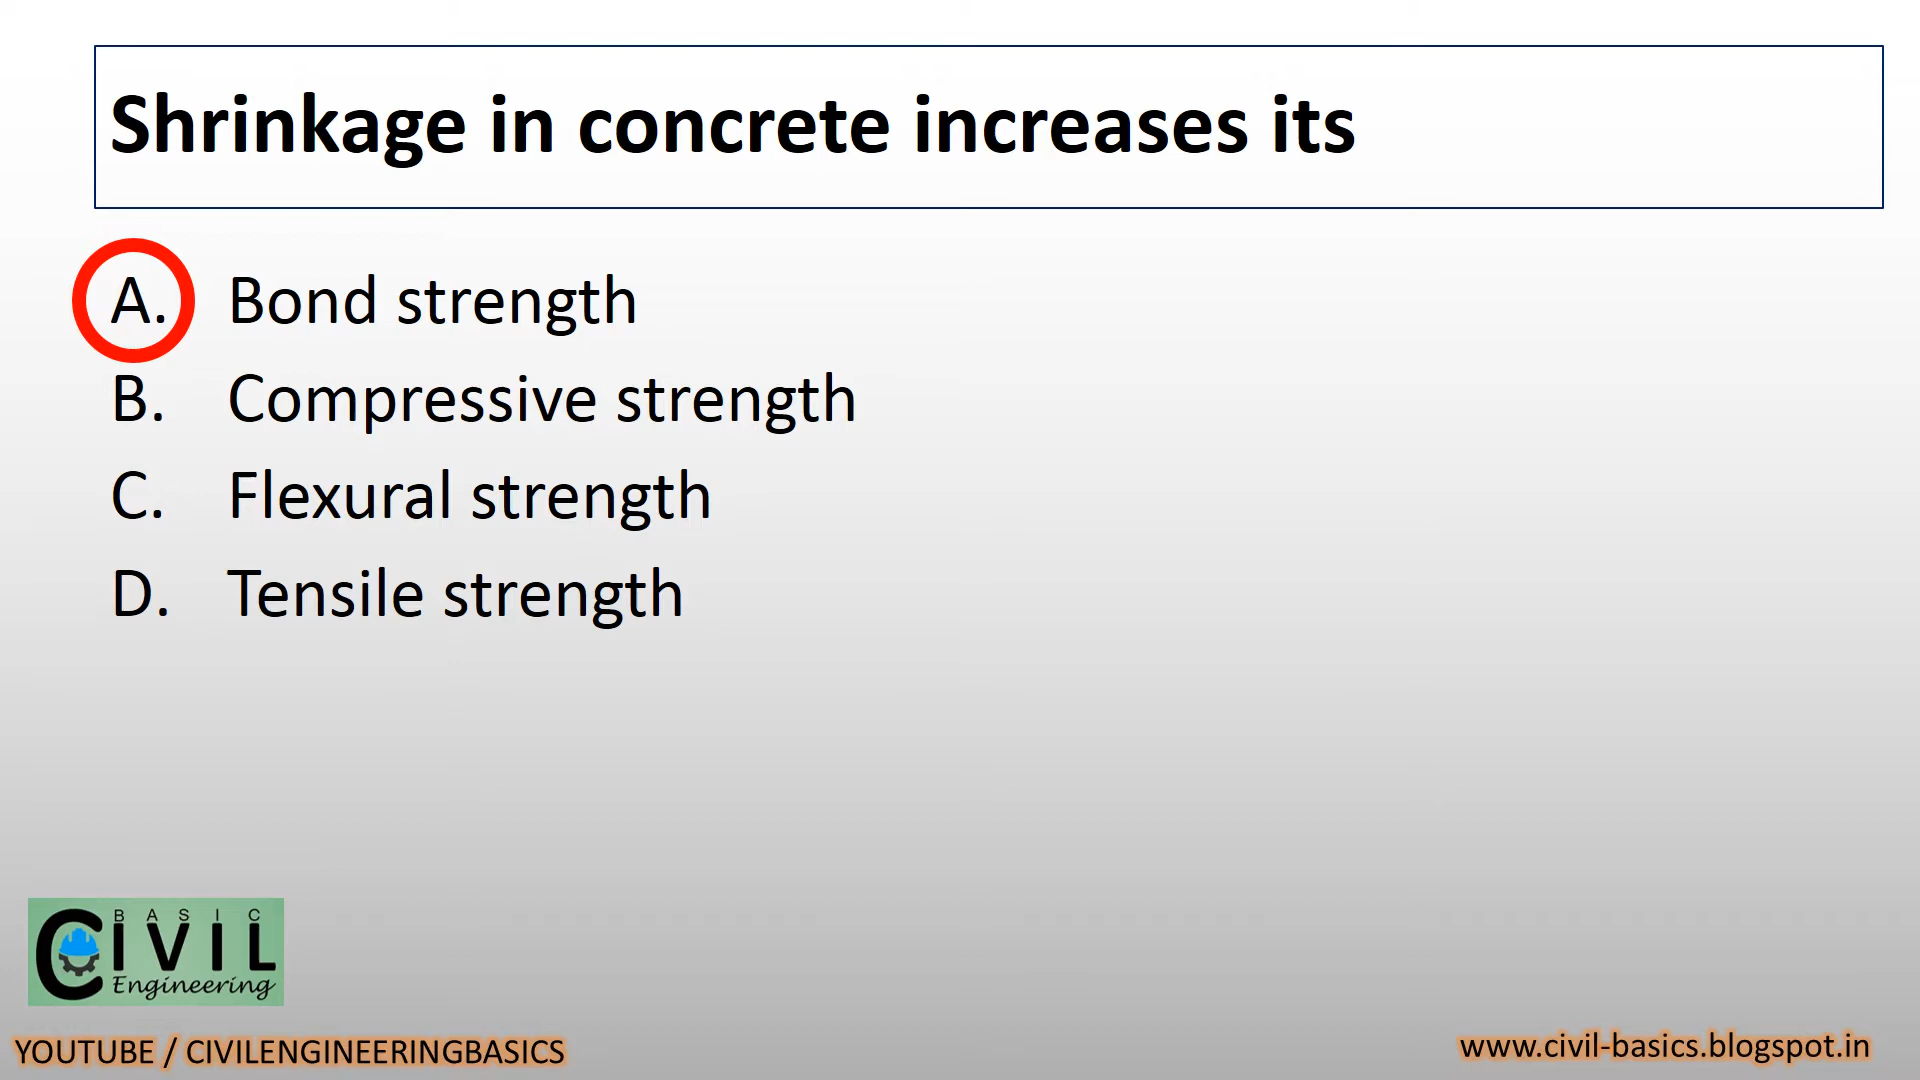 Shrinkage in concrete increases its
A. Bond strength
B. Compressive strength
C. Flexural strength
D. Tensile strength
BASIC
CIVIL
Engineering
YOUTUBE / CIVILENGINEERINGBASICS
www.civil-basics.blogspot.in